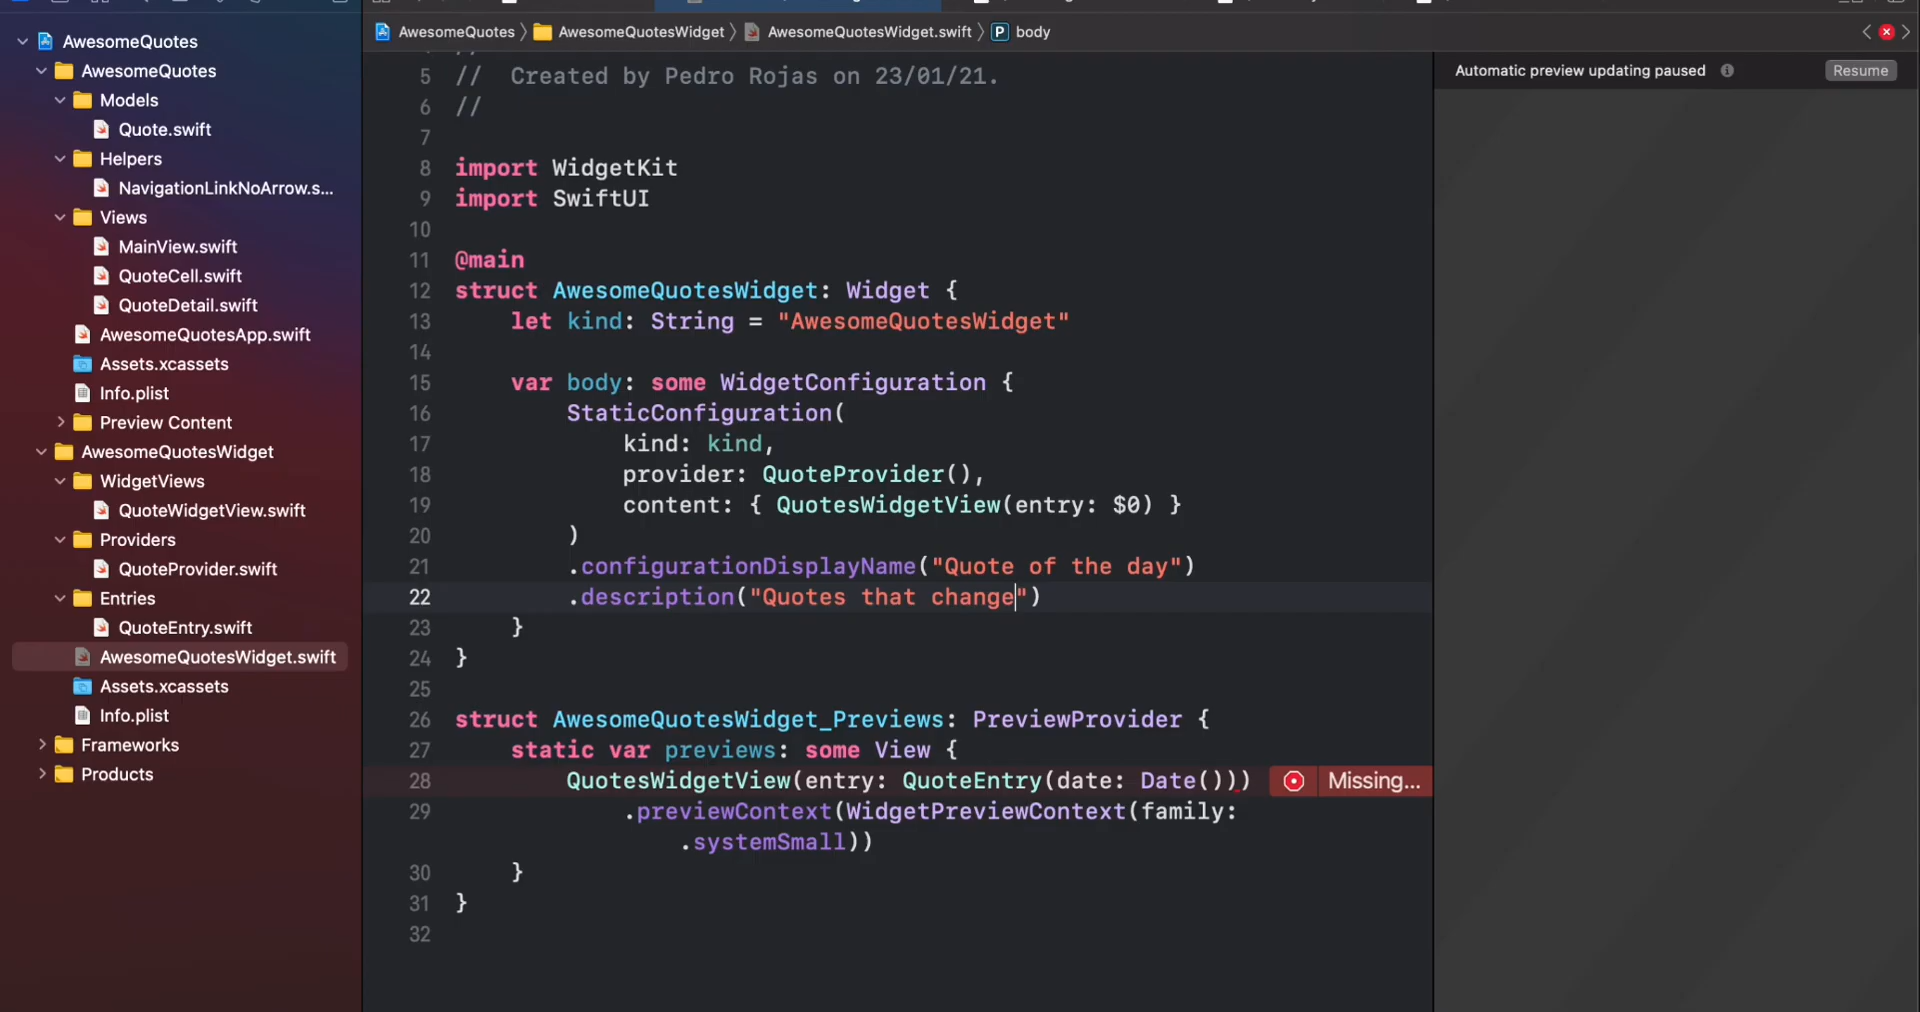 AwesomeQuotes
AwesomeQuotes
Models
Quote.swift
Helpers
NavigationLinkNoArrow.s...
Views
MainView.swift
QuoteCell.swift
QuoteDetail.swift
AwesomeQuotesApp.swift
Assets.xcassets
Info.plist
Preview Content
AwesomeQuotesWidget
WidgetViews
QuoteWidgetView.swift
Providers
QuoteProvider.swift
Entries
QuoteEntry.swift
AwesomeQuotesWidget.swift
Assets.xcassets
Info.plist
Frameworks
Products
AwesomeQuotes 〉 AwesomeQuotesWidget 〉 AwesomeQuotesWidget.swift 〉 P body
5 //  Created by Pedro Rojas on 23/01/21.
6 //
7
8 import WidgetKit
9 import SwiftUI
10
11 @main
12 struct AwesomeQuotesWidget: Widget {
13     let kind: String = "AwesomeQuotesWidget"
14
15     var body: some WidgetConfiguration {
16         StaticConfiguration(
17             kind: kind,
18             provider: QuoteProvider(),
19             content: { QuotesWidgetView(entry: $0) }
20         )
21         .configurationDisplayName("Quote of the day")
22         .description("Quotes that change")
23     }
24 }
25
26 struct AwesomeQuotesWidget_Previews: PreviewProvider {
27     static var previews: some View {
28         QuotesWidgetView(entry: QuoteEntry(date: Date())) Missing...
29             .previewContext(WidgetPreviewContext(family:
                .systemSmall))
30     }
31 }
32
Automatic preview updating paused
Resume